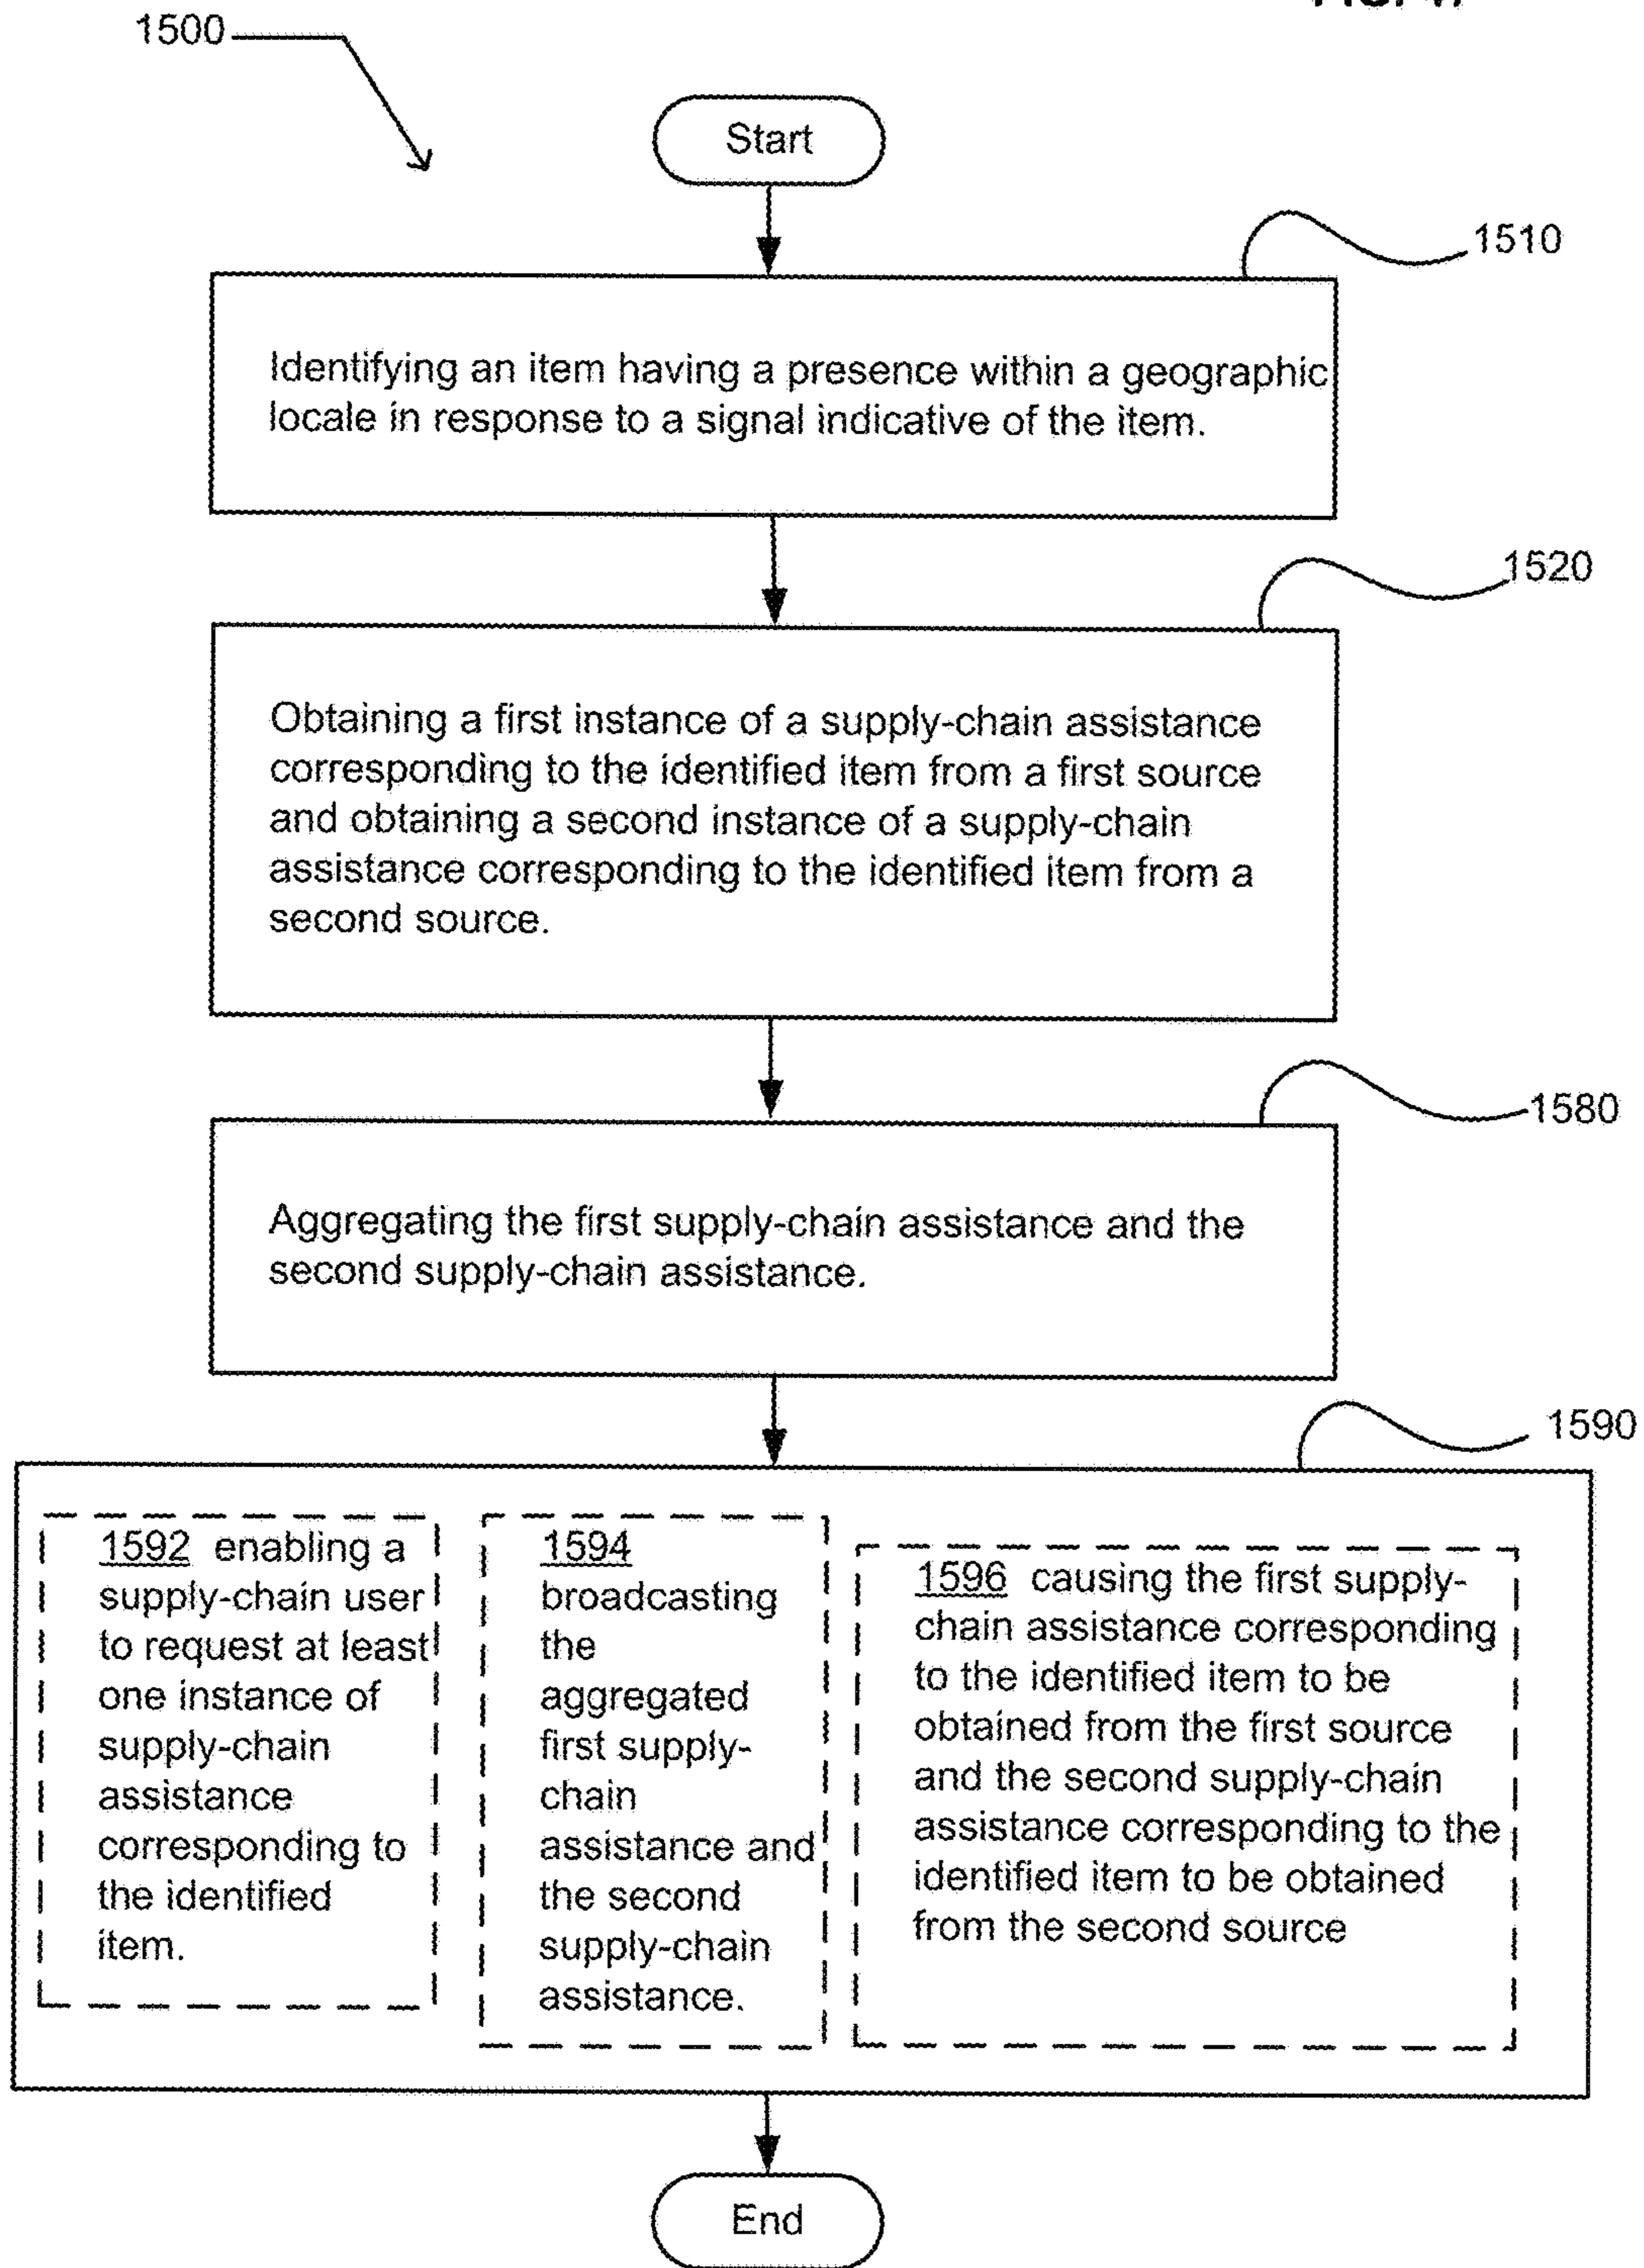 1500
Start
1510
Identifying an item having a presence within a geographic
locale in response to a signal indicative of the item.
1520
Obtaining a first instance of a supply-chain assistance
corresponding to the identified item from a first source
and obtaining a second instance of a supply-chain
assistance corresponding to the identified item from a
second source.
1580
Aggregating the first supply-chain assistance and the
second supply-chain assistance.
1590
1592 enabling a
supply-chain user
to request at least
one instance of
supply-chain
assistance
corresponding to
the identified
item.
1594
broadcasting
the
aggregated
first supply-
chain
assistance and
the second
supply-chain
assistance.
1596 causing the first supply-
chain assistance corresponding
to the identified item to be
obtained from the first source
and the second supply-chain
assistance corresponding to the
identified item to be obtained
from the second source
End